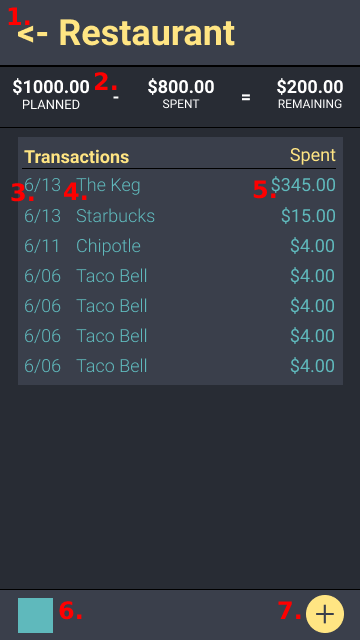 1. <- Restaurant
$1000.00 2. - $800.00 = $200.00
PLANNED SPENT REMAINING
Transactions Spent
3. 6/13 4. The Keg 5. $345.00
6/13 Starbucks $15.00
6/11 Chipotle $4.00
6/06 Taco Bell $4.00
6/06 Taco Bell $4.00
6/06 Taco Bell $4.00
6/06 Taco Bell $4.00
6. 7. +